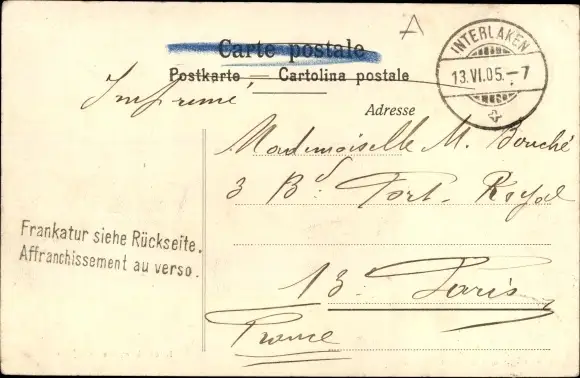 A
Carte postale
Postkarte — Cartolina postale
INTERLAKEN
13.VI.05.–7
Imprimé
Adresse
Mademoiselle M. Bouché
3 Bd. Port. Royal
13. Paris
France
Frankatur siehe Rückseite.
Affranchissement au verso.